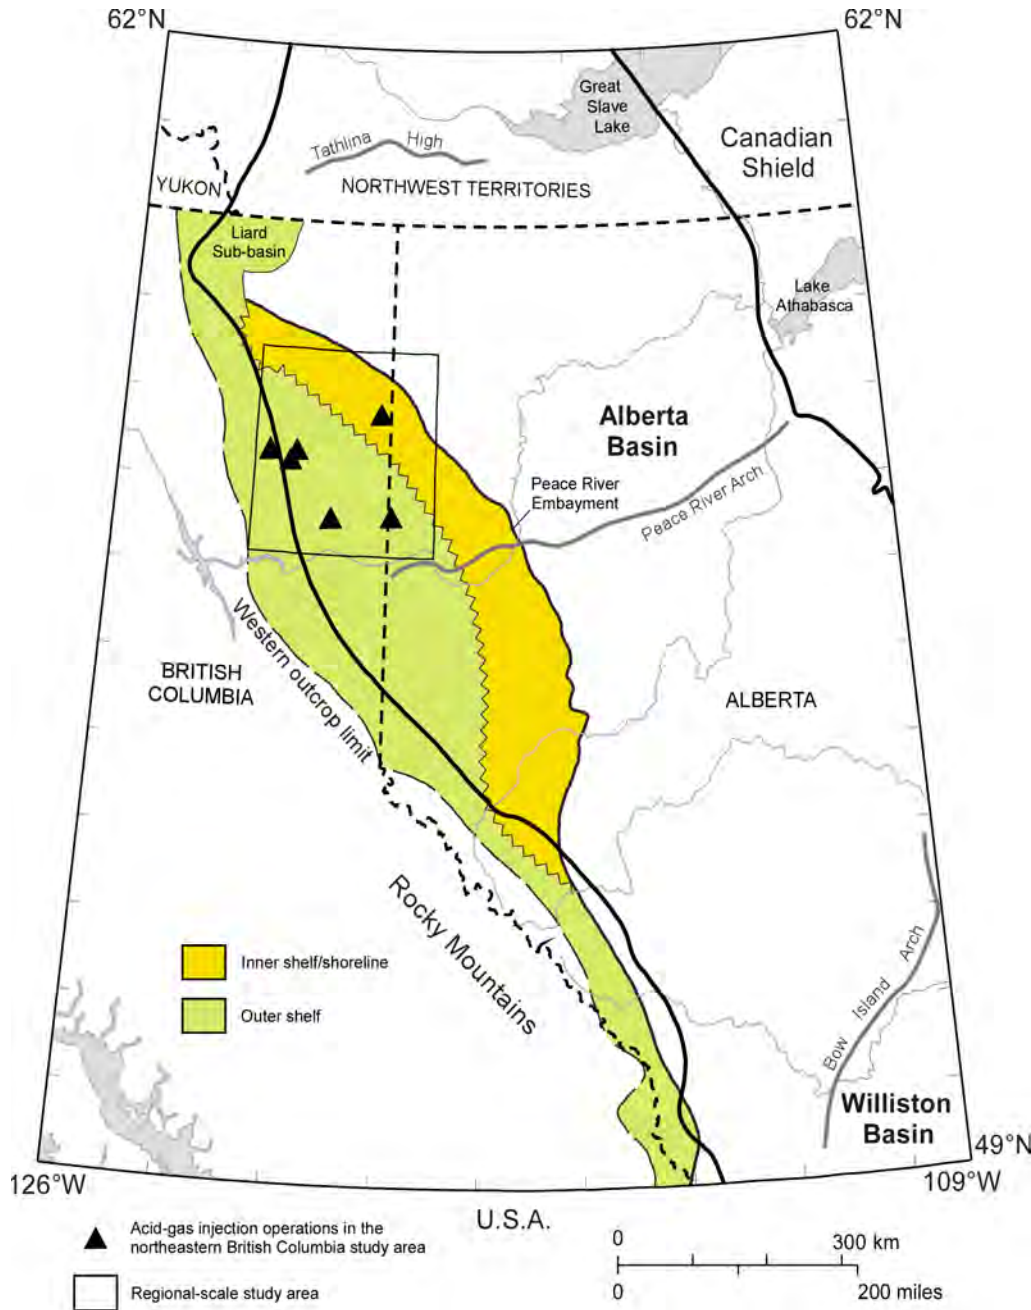 62°N
62°N
Great
Slave
Lake
Canadian
Shield
Tathlina High
YUKON
NORTHWEST TERRITORIES
Liard
Sub-basin
Lake
Athabasca
Alberta
Basin
Peace River
Embayment
Peace River Arch
Western outcrop limit
BRITISH
COLUMBIA
ALBERTA
Rocky Mountains
Inner shelf/shoreline
Outer shelf
Bow Island Arch
Williston
Basin
49°N
126°W
109°W
U.S.A.
Acid-gas injection operations in the
northeastern British Columbia study area
Regional-scale study area
0 300 km
0 200 miles